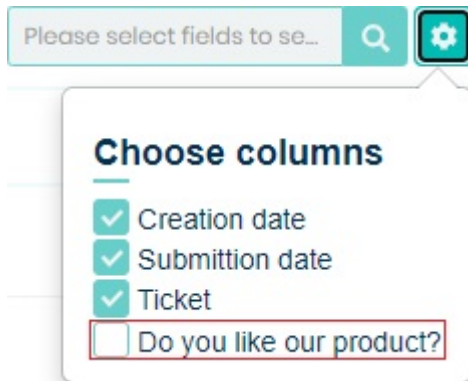 Please select fields to se...
Choose columns
Creation date
Submittion date
Ticket
Do you like our product?